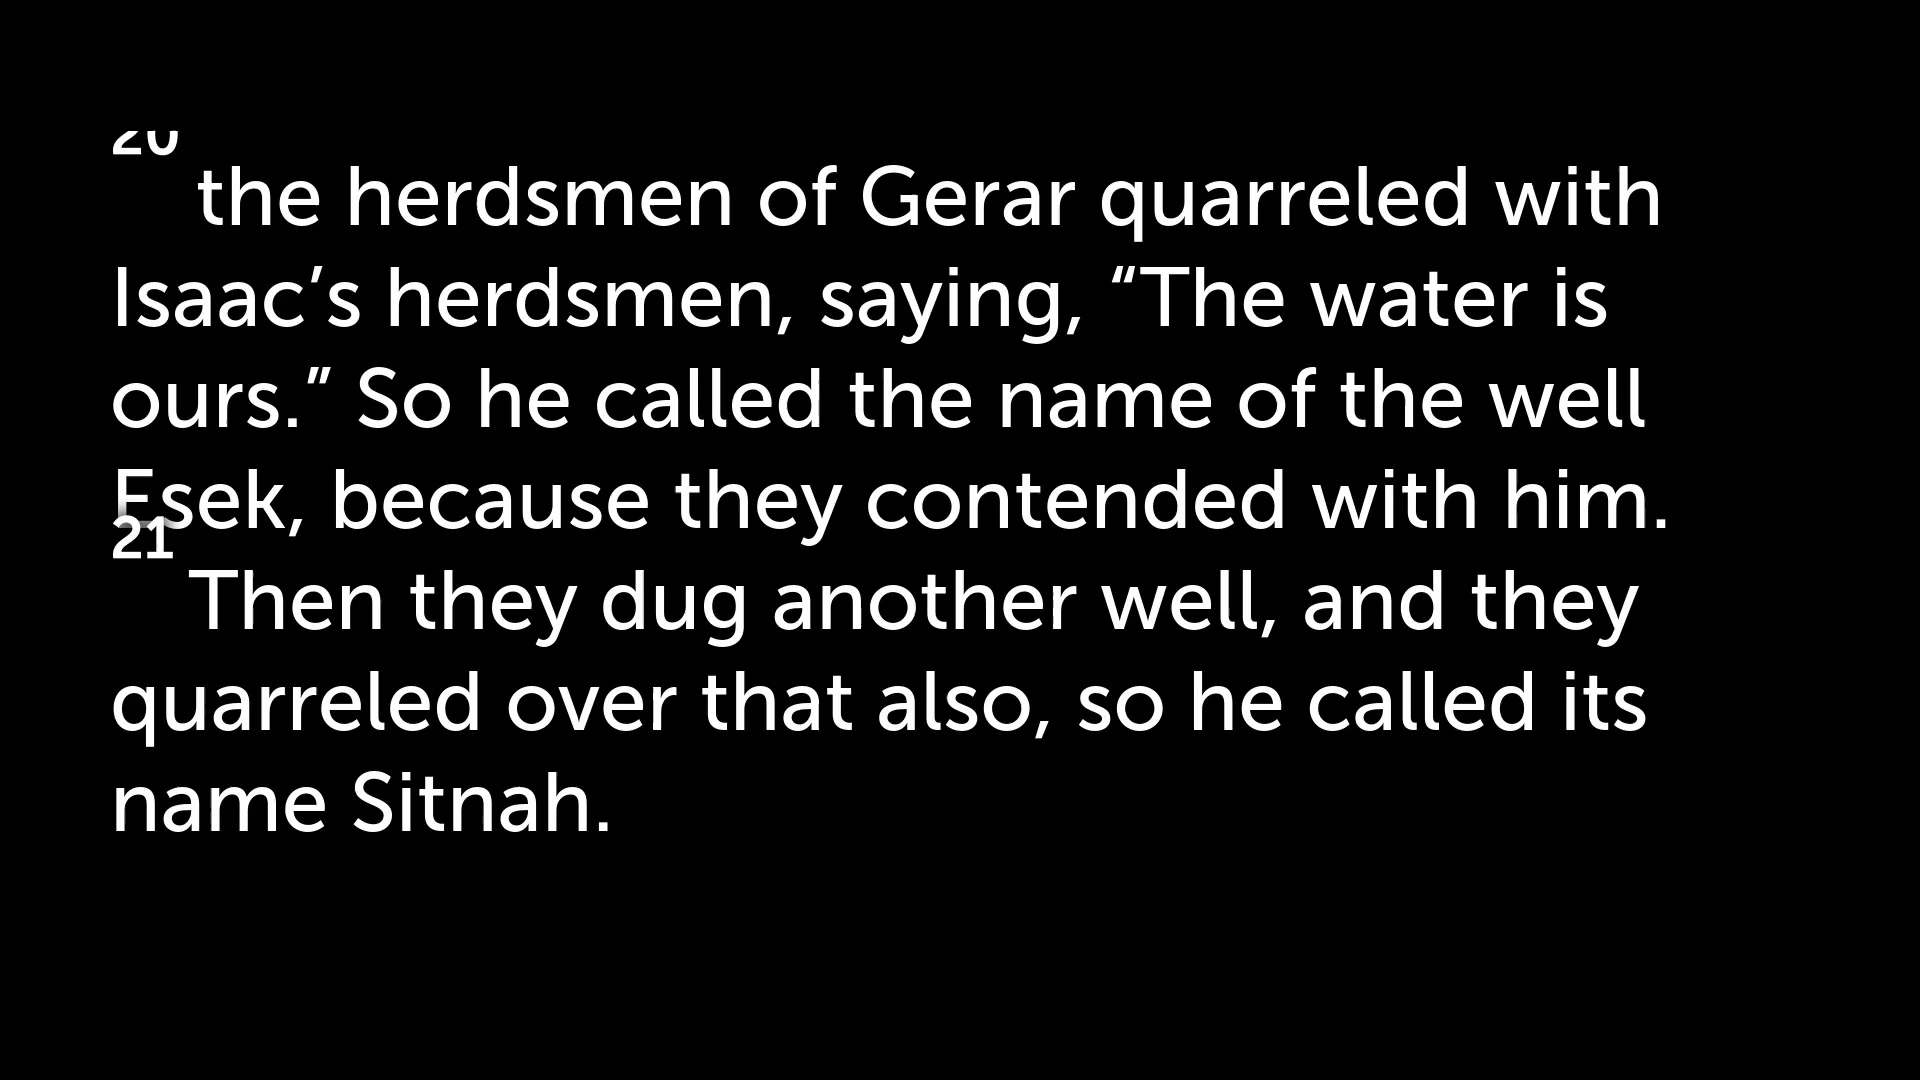 20 the herdsmen of Gerar quarreled with
Isaac’s herdsmen, saying, “The water is
ours.” So he called the name of the well
Esek, because they contended with him.
21 Then they dug another well, and they
quarreled over that also, so he called its
name Sitnah.